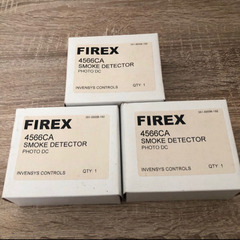 FIREX
4566CA
SMOKE DETECTOR
PHOTO DC
INVENSYS CONTROLS QTY. 1
FIREX
4566CA
SMOKE DETECTOR
PHOTO DC
INVENSYS CONTROLS QTY. 1
FIREX
4566CA
SMOKE DETECTOR
PHOTO DC
INVENSYS CONTROLS QTY. 1